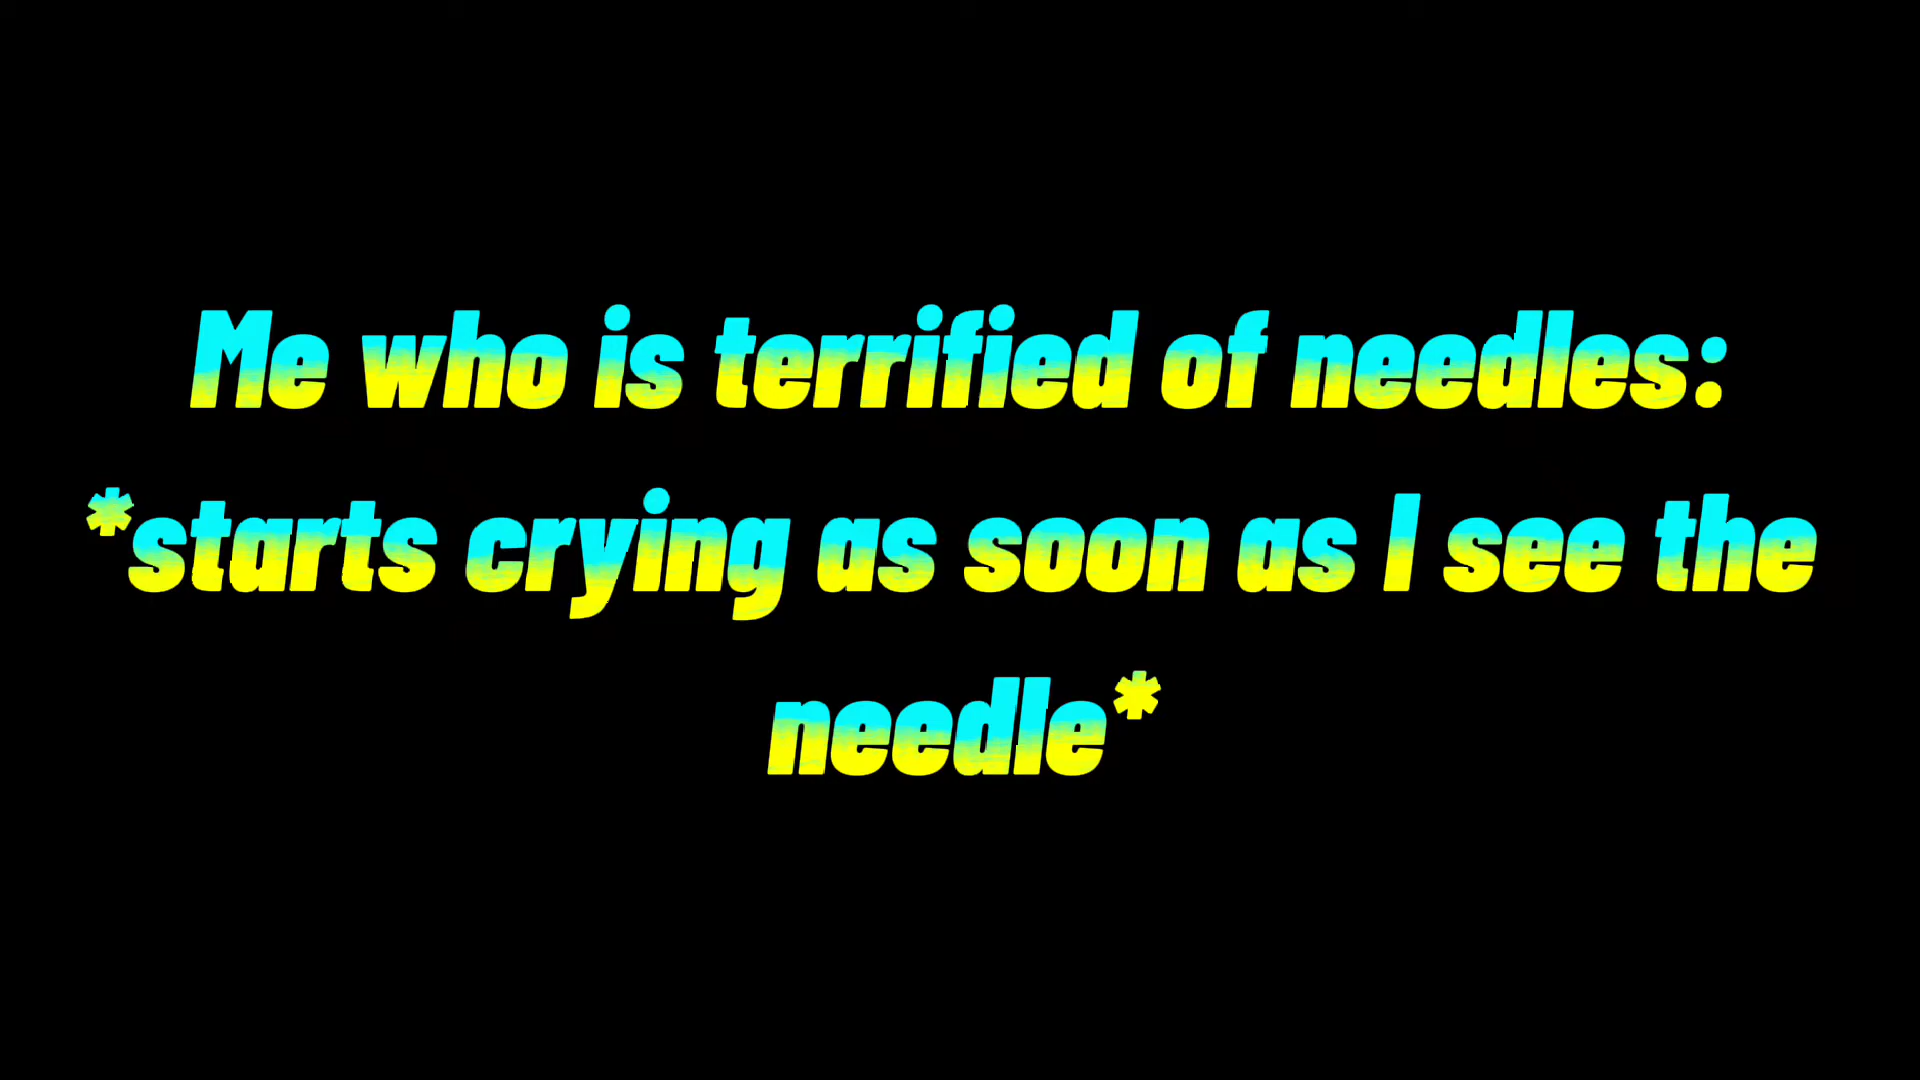 Me who is terrified of needles:
*starts crying as soon as I see the
needle*